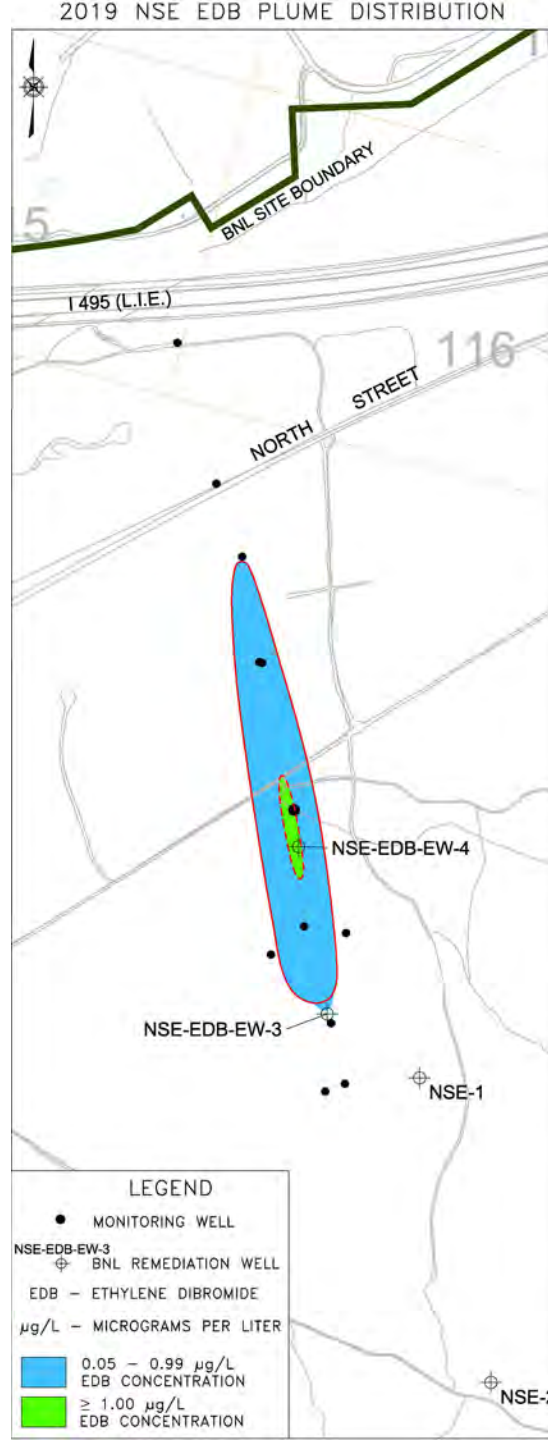 2019 NSE EDB PLUME DISTRIBUTION
BNL SITE BOUNDARY
I 495 (L.I.E.)
116
NORTH STREET
NSE-EDB-EW-4
NSE-EDB-EW-3
NSE-1
LEGEND
MONITORING WELL
NSE-EDB-EW-3
BNL REMEDIATION WELL
EDB – ETHYLENE DIBROMIDE
µg/L – MICROGRAMS PER LITER
0.05 – 0.99 µg/L
EDB CONCENTRATION
≥ 1.00 µg/L
EDB CONCENTRATION
NSE-2